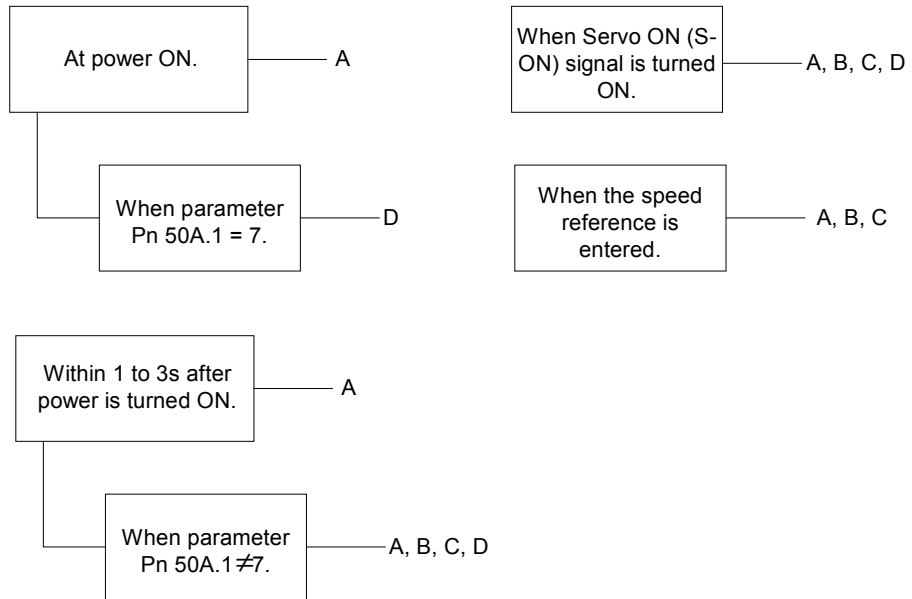 At power ON.
A
When parameter
Pn 50A.1 = 7.
D
When Servo ON (S-
ON) signal is turned
ON.
A, B, C, D
When the speed
reference is
entered.
A, B, C
Within 1 to 3s after
power is turned ON.
A
When parameter
Pn 50A.1≠7.
A, B, C, D